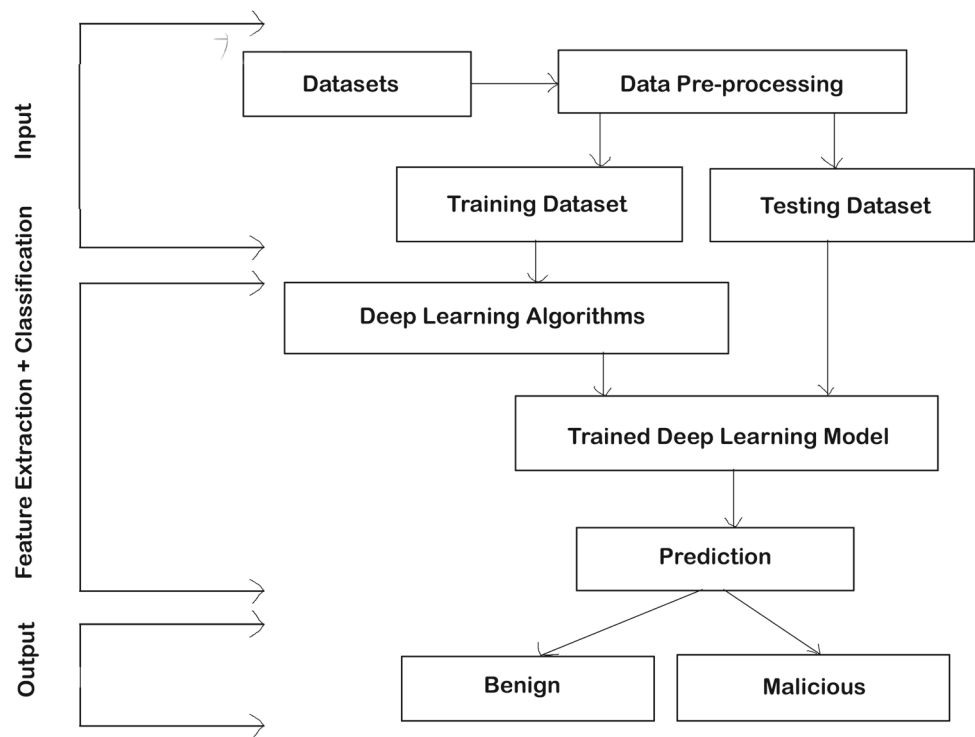 Input
Datasets
Data Pre-processing
Training Dataset
Testing Dataset
Feature Extraction + Classification
Deep Learning Algorithms
Trained Deep Learning Model
Prediction
Output
Benign
Malicious